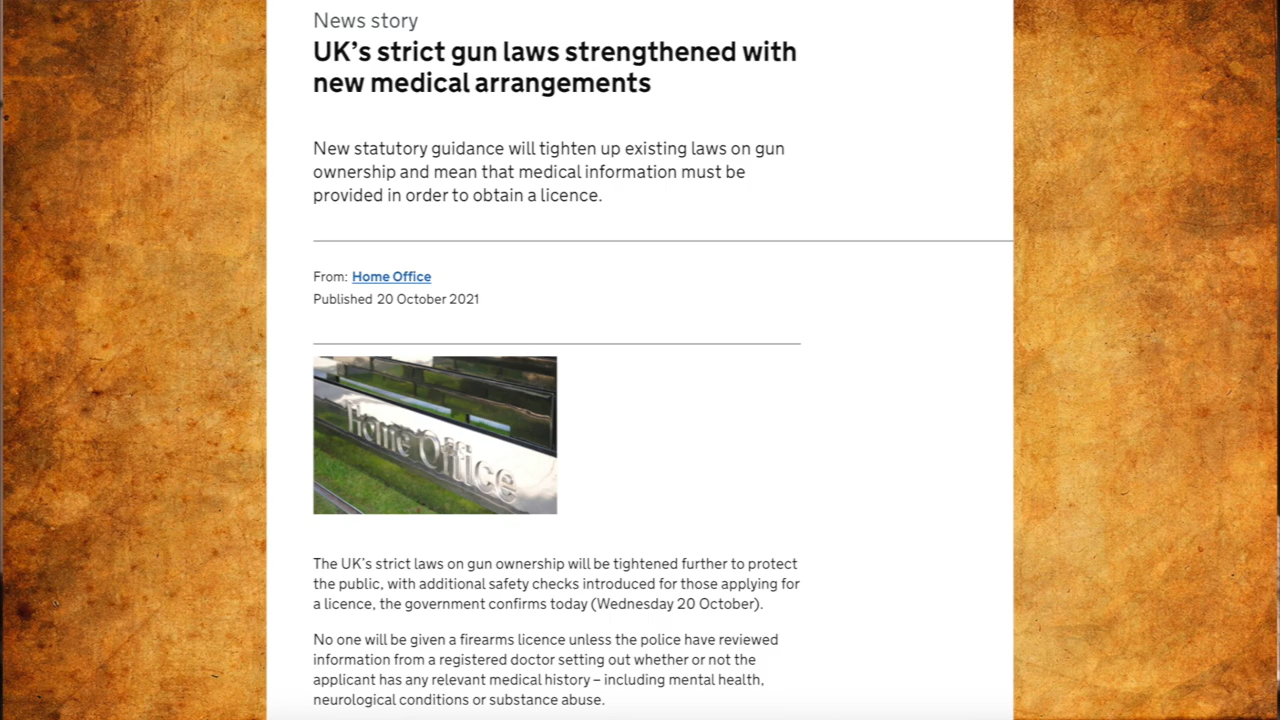 News story
UK’s strict gun laws strengthened with
new medical arrangements
New statutory guidance will tighten up existing laws on gun
ownership and mean that medical information must be
provided in order to obtain a licence.
From: Home Office
Published 20 October 2021
Home Office
The UK’s strict laws on gun ownership will be tightened further to protect
the public, with additional safety checks introduced for those applying for
a licence, the government confirms today (Wednesday 20 October).
No one will be given a firearms licence unless the police have reviewed
information from a registered doctor setting out whether or not the
applicant has any relevant medical history – including mental health,
neurological conditions or substance abuse.